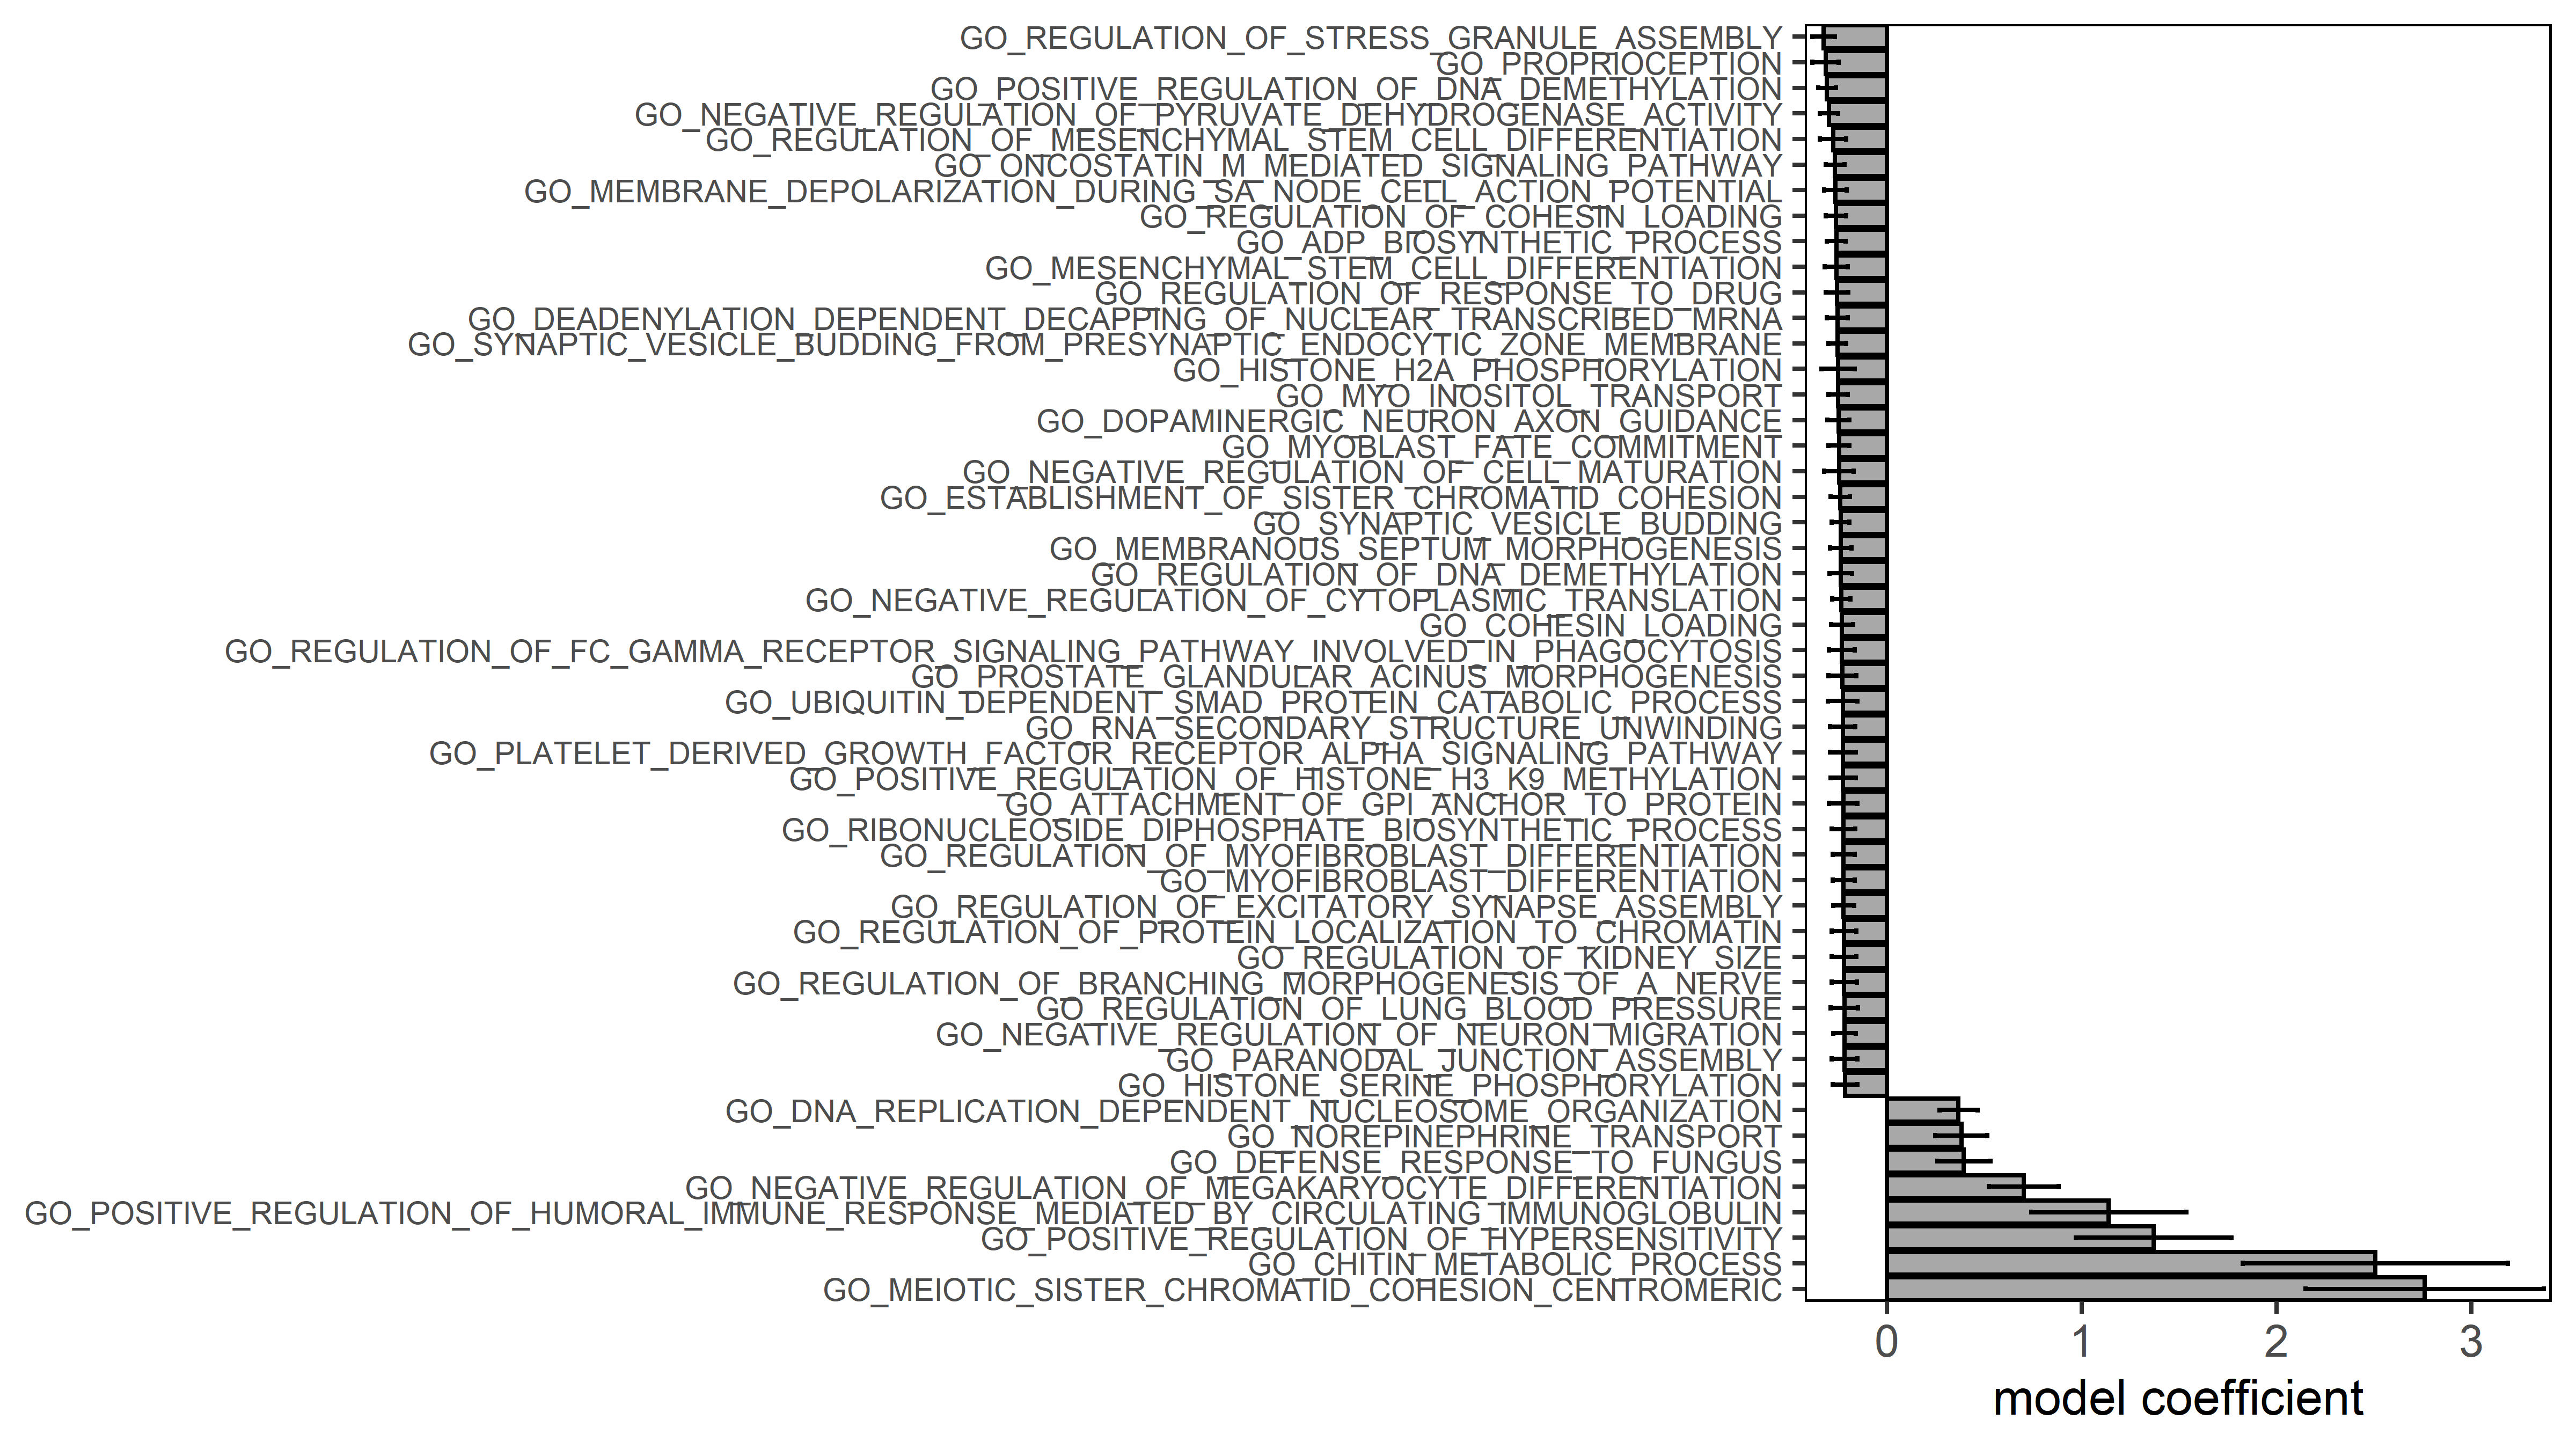 GO_REGULATION_OF_STRESS_GRANULE_ASSEMBLY
GO_PROPRIOCEPTION
GO_POSITIVE_REGULATION_OF_DNA_DEMETHYLATION
GO_NEGATIVE_REGULATION_OF_PYRUVATE_DEHYDROGENASE_ACTIVITY
GO_REGULATION_OF_MESENCHYMAL_STEM_CELL_DIFFERENTIATION
GO_ONCOSTATIN_M_MEDIATED_SIGNALING_PATHWAY
GO_MEMBRANE_DEPOLARIZATION_DURING_SA_NODE_CELL_ACTION_POTENTIAL
GO_REGULATION_OF_COHESIN_LOADING
GO_ADP_BIOSYNTHETIC_PROCESS
GO_MESENCHYMAL_STEM_CELL_DIFFERENTIATION
GO_REGULATION_OF_RESPONSE_TO_DRUG
GO_DEADENYLATION_DEPENDENT_DECAPPING_OF_NUCLEAR_TRANSCRIBED_MRNA
GO_SYNAPTIC_VESICLE_BUDDING_FROM_PRESYNAPTIC_ENDOCYTIC_ZONE_MEMBRANE
GO_HISTONE_H2A_PHOSPHORYLATION
GO_MYO_INOSITOL_TRANSPORT
GO_DOPAMINERGIC_NEURON_AXON_GUIDANCE
GO_MYOBLAST_FATE_COMMITMENT
GO_NEGATIVE_REGULATION_OF_CELL_MATURATION
GO_ESTABLISHMENT_OF_SISTER_CHROMATID_COHESION
GO_SYNAPTIC_VESICLE_BUDDING
GO_MEMBRANOUS_SEPTUM_MORPHOGENESIS
GO_REGULATION_OF_DNA_DEMETHYLATION
GO_NEGATIVE_REGULATION_OF_CYTOPLASMIC_TRANSLATION
GO_COHESIN_LOADING
GO_REGULATION_OF_FC_GAMMA_RECEPTOR_SIGNALING_PATHWAY_INVOLVED_IN_PHAGOCYTOSIS
GO_PROSTATE_GLANDULAR_ACINUS_MORPHOGENESIS
GO_UBIQUITIN_DEPENDENT_SMAD_PROTEIN_CATABOLIC_PROCESS
GO_RNA_SECONDARY_STRUCTURE_UNWINDING
GO_PLATELET_DERIVED_GROWTH_FACTOR_RECEPTOR_ALPHA_SIGNALING_PATHWAY
GO_POSITIVE_REGULATION_OF_HISTONE_H3_K9_METHYLATION
GO_ATTACHMENT_OF_GPI_ANCHOR_TO_PROTEIN
GO_RIBONUCLEOSIDE_DIPHOSPHATE_BIOSYNTHETIC_PROCESS
GO_REGULATION_OF_MYOFIBROBLAST_DIFFERENTIATION
GO_MYOFIBROBLAST_DIFFERENTIATION
GO_REGULATION_OF_EXCITATORY_SYNAPSE_ASSEMBLY
GO_REGULATION_OF_PROTEIN_LOCALIZATION_TO_CHROMATIN
GO_REGULATION_OF_KIDNEY_SIZE
GO_REGULATION_OF_BRANCHING_MORPHOGENESIS_OF_A_NERVE
GO_REGULATION_OF_LUNG_BLOOD_PRESSURE
GO_NEGATIVE_REGULATION_OF_NEURON_MIGRATION
GO_PARANODAL_JUNCTION_ASSEMBLY
GO_HISTONE_SERINE_PHOSPHORYLATION
GO_DNA_REPLICATION_DEPENDENT_NUCLEOSOME_ORGANIZATION
GO_NOREPINEPHRINE_TRANSPORT
GO_DEFENSE_RESPONSE_TO_FUNGUS
GO_NEGATIVE_REGULATION_OF_MEGAKARYOCYTE_DIFFERENTIATION
GO_POSITIVE_REGULATION_OF_HUMORAL_IMMUNE_RESPONSE_MEDIATED_BY_CIRCULATING_IMMUNOGLOBULIN
GO_POSITIVE_REGULATION_OF_HYPERSENSITIVITY
GO_CHITIN_METABOLIC_PROCESS
GO_MEIOTIC_SISTER_CHROMATID_COHESION_CENTROMERIC
0 1 2 3
model coefficient